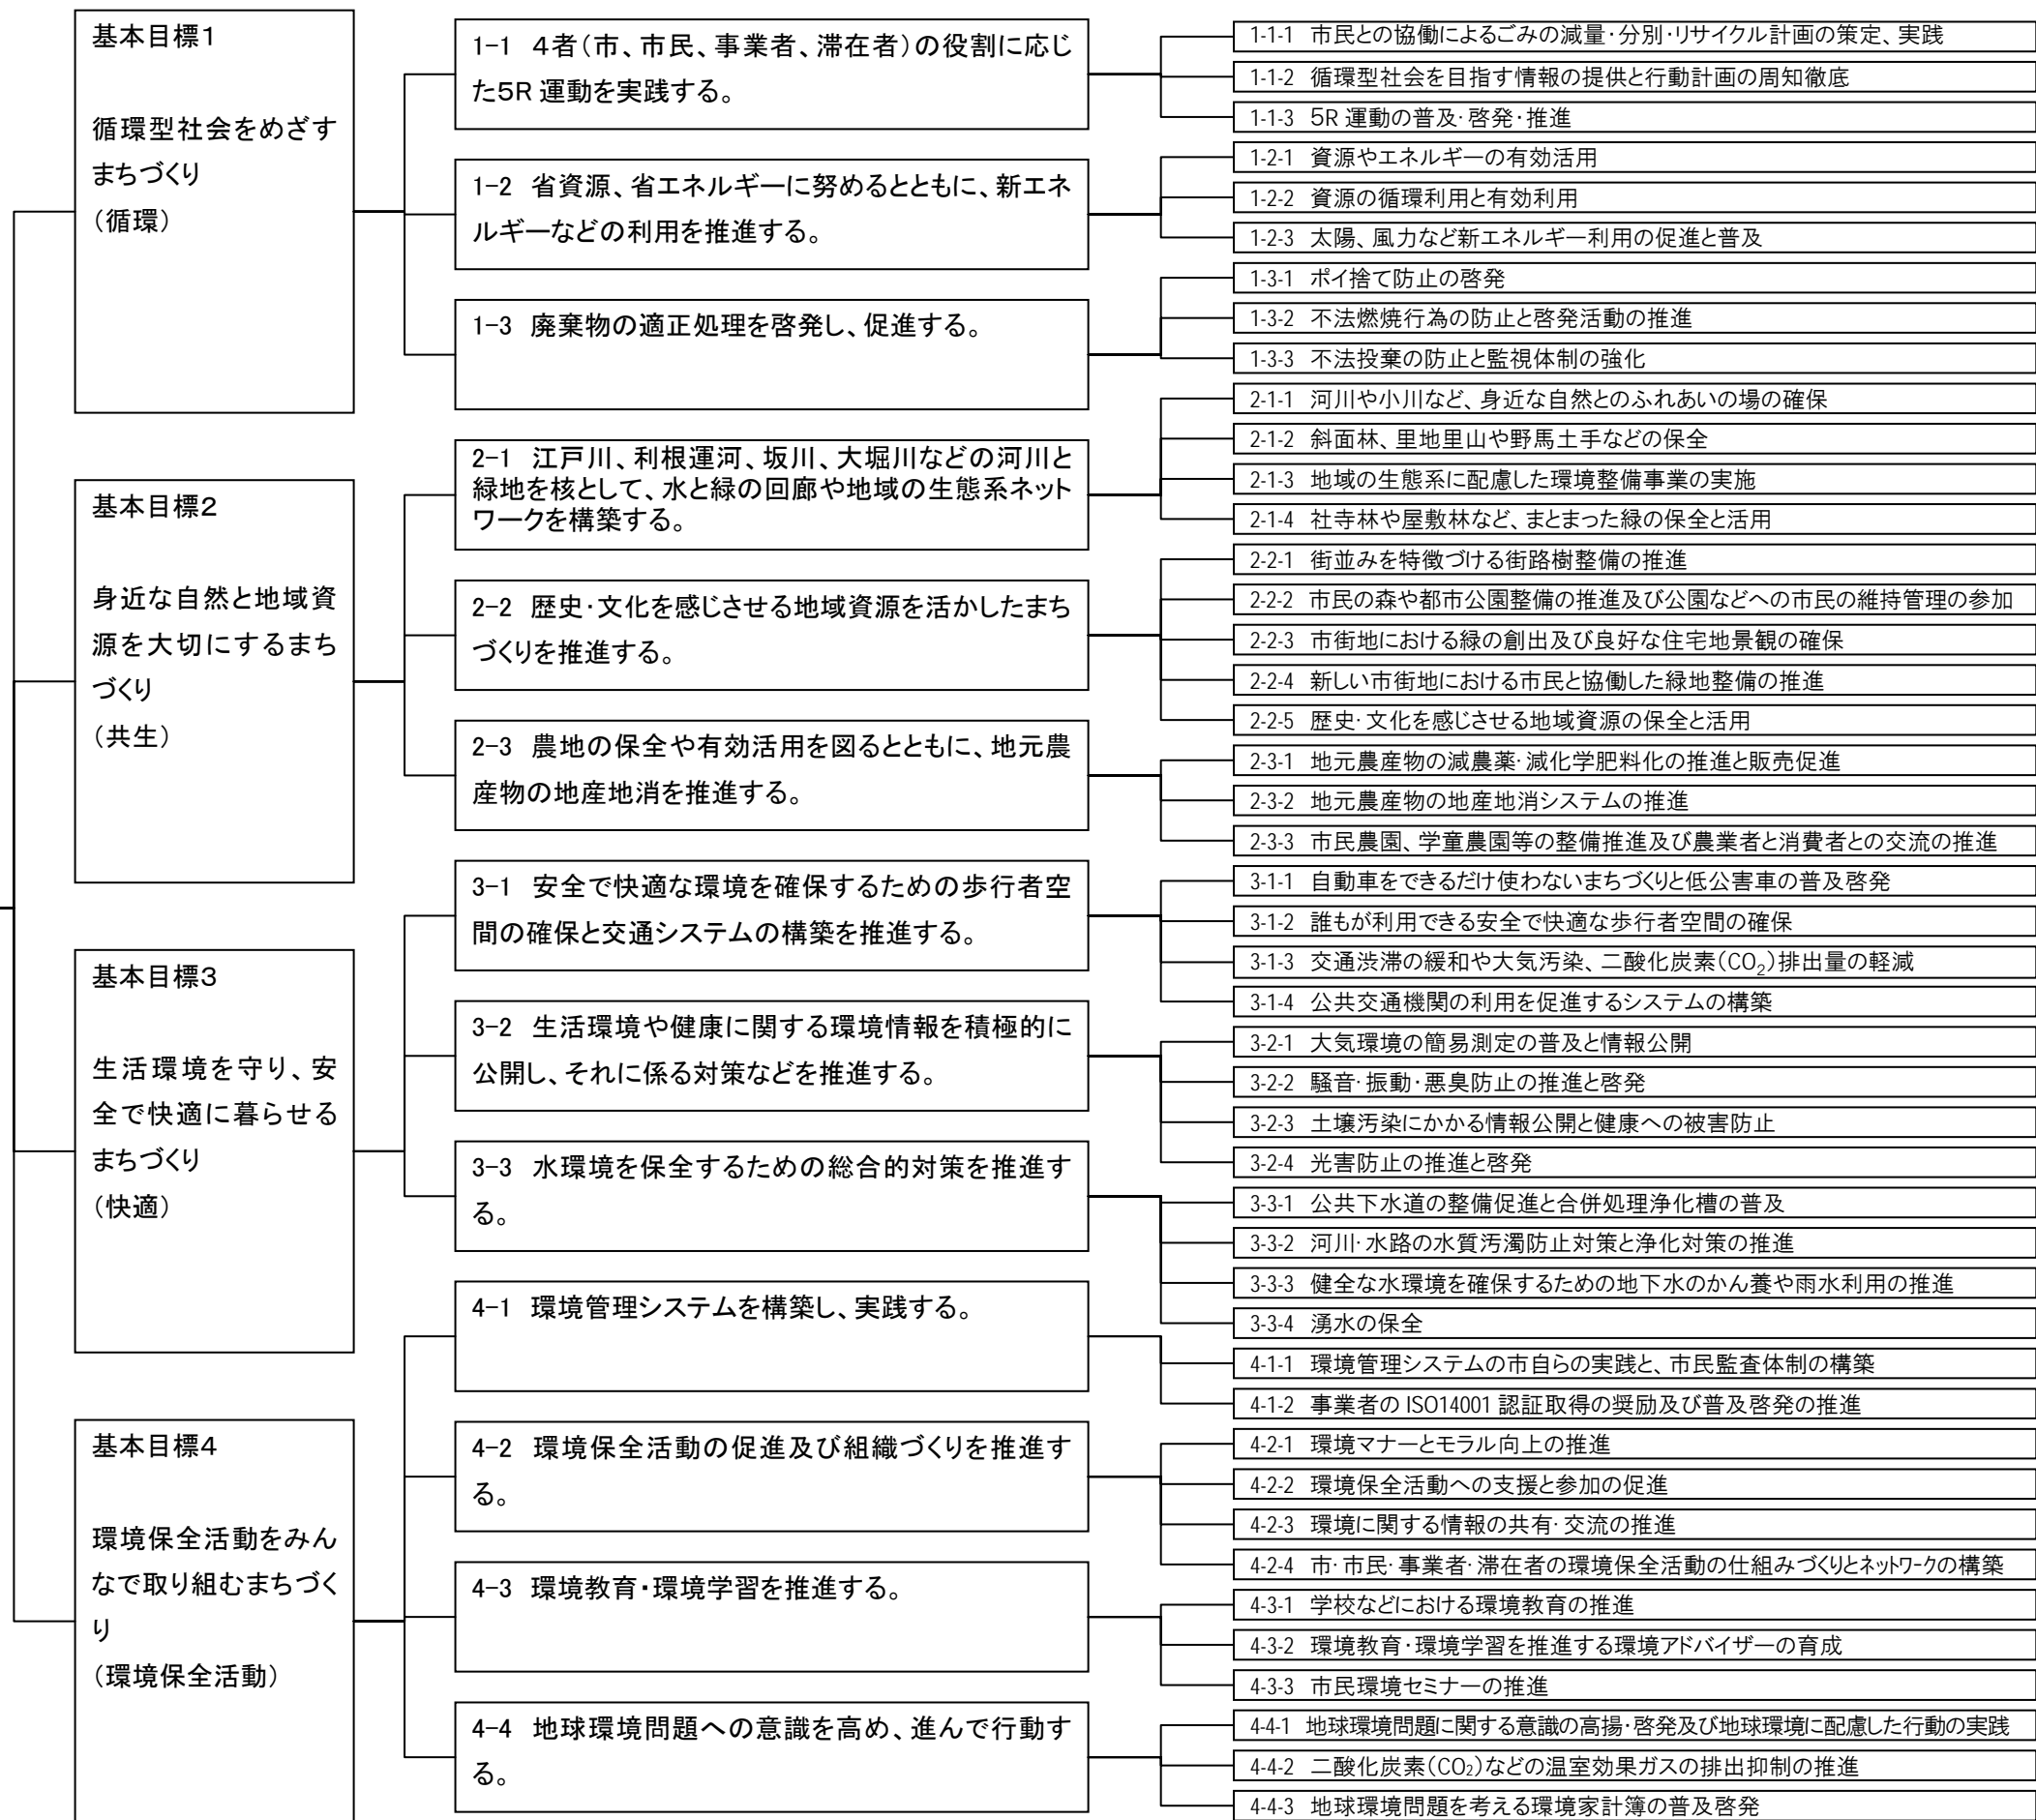 基本目標1
循環型社会をめざす
まちづくり
(循環)
1-1 4者(市、市民、事業者、滞在者)の役割に応じ
た5R運動を実践する。
1-1-1 市民との協働によるごみの減量・分別・リサイクル計画の策定、実践
1-1-2 循環型社会を目指す情報の提供と行動計画の周知徹底
1-1-3 5R運動の普及・啓発・推進
1-2 省資源、省エネルギーに努めるとともに、新エネ
ルギーなどの利用を推進する。
1-2-1 資源やエネルギーの有効活用
1-2-2 資源の循環利用と有効利用
1-2-3 太陽、風力など新エネルギー利用の促進と普及
1-3 廃棄物の適正処理を啓発し、促進する。
1-3-1 ポイ捨て防止の啓発
1-3-2 不法燃焼行為の防止と啓発活動の推進
1-3-3 不法投棄の防止と監視体制の強化
基本目標2
身近な自然と地域資
源を大切にするまち
づくり
(共生)
2-1 江戸川、利根運河、坂川、大堀川などの河川と
緑地を核として、水と緑の回廊や地域の生態系ネット
ワークを構築する。
2-1-1 河川や小川など、身近な自然とのふれあいの場の確保
2-1-2 斜面林、里地里山や野馬土手などの保全
2-1-3 地域の生態系に配慮した環境整備事業の実施
2-1-4 社寺林や屋敷林など、まとまった緑の保全と活用
2-2 歴史・文化を感じさせる地域資源を活かしたまち
づくりを推進する。
2-2-1 街並みを特徴づける街路樹整備の推進
2-2-2 市民の森や都市公園整備の推進及び公園などへの市民の維持管理の参加
2-2-3 市街地における緑の創出及び良好な住宅地景観の確保
2-2-4 新しい市街地における市民と協働した緑地整備の推進
2-2-5 歴史・文化を感じさせる地域資源の保全と活用
2-3 農地の保全や有効活用を図るとともに、地元農
産物の地産地消を推進する。
2-3-1 地元農産物の減農薬・減化学肥料化の推進と販売促進
2-3-2 地元農産物の地産地消システムの推進
2-3-3 市民農園、学童農園等の整備推進及び農業者と消費者との交流の推進
基本目標3
生活環境を守り、安
全で快適に暮らせる
まちづくり
(快適)
3-1 安全で快適な環境を確保するための歩行者空
間の確保と交通システムの構築を推進する。
3-1-1 自動車をできるだけ使わないまちづくりと低公害車の普及啓発
3-1-2 誰もが利用できる安全で快適な歩行者空間の確保
3-1-3 交通渋滞の緩和や大気汚染、二酸化炭素(CO₂)排出量の軽減
3-1-4 公共交通機関の利用を促進するシステムの構築
3-2 生活環境や健康に関する環境情報を積極的に
公開し、それに係る対策などを推進する。
3-2-1 大気環境の簡易測定の普及と情報公開
3-2-2 騒音・振動・悪臭防止の推進と啓発
3-2-3 土壌汚染にかかる情報公開と健康への被害防止
3-2-4 光害防止の推進と啓発
3-3 水環境を保全するための総合的対策を推進す
る。
3-3-1 公共下水道の整備促進と合併処理浄化槽の普及
3-3-2 河川・水路の水質汚濁防止対策と浄化対策の推進
3-3-3 健全な水環境を確保するための地下水のかん養や雨水利用の推進
3-3-4 湧水の保全
基本目標4
環境保全活動をみん
なで取り組むまちづく
り
(環境保全活動)
4-1 環境管理システムを構築し、実践する。
4-1-1 環境管理システムの市自らの実践と、市民監査体制の構築
4-1-2 事業者のISO14001認証取得の奨励及び普及啓発の推進
4-2 環境保全活動の促進及び組織づくりを推進す
る。
4-2-1 環境マナーとモラル向上の推進
4-2-2 環境保全活動への支援と参加の促進
4-2-3 環境に関する情報の共有・交流の推進
4-2-4 市・市民・事業者・滞在者の環境保全活動の仕組みづくりとネットワークの構築
4-3 環境教育・環境学習を推進する。
4-3-1 学校などにおける環境教育の推進
4-3-2 環境教育・環境学習を推進する環境アドバイザーの育成
4-3-3 市民環境セミナーの推進
4-4 地球環境問題への意識を高め、進んで行動す
る。
4-4-1 地球環境問題に関する意識の高揚・啓発及び地球環境に配慮した行動の実践
4-4-2 二酸化炭素(CO₂)などの温室効果ガスの排出抑制の推進
4-4-3 地球環境問題を考える環境家計簿の普及啓発